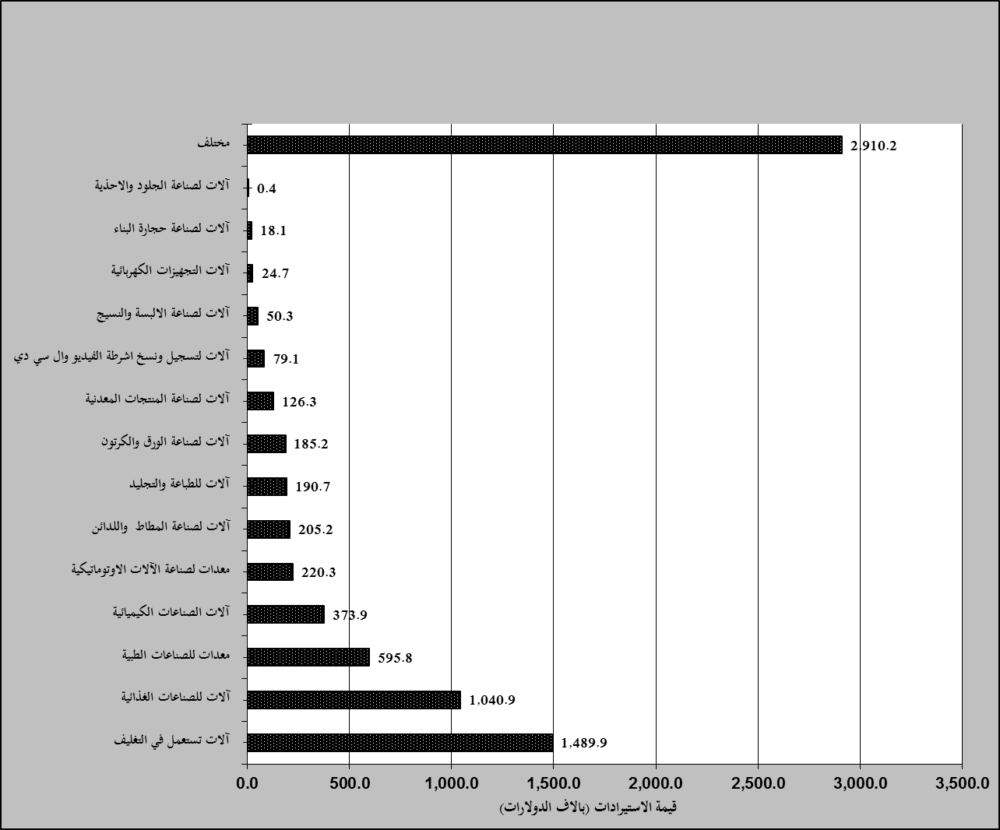 مختلف
2,910.2
آلات لصناعة الجلود والاحذية
0.4
آلات لصناعة حجارة البناء
18.1
آلات التجهيزات الكهربائية
24.7
آلات لصناعة الالبسة والنسيج
50.3
آلات لتسجيل ونسخ اشرطة الفيديو وال سي دي
79.1
آلات لصناعة المنتجات المعدنية
126.3
آلات لصناعة الورق والكرتون
185.2
آلات للطباعة والتجليد
190.7
آلات لصناعة المطاط واللدائن
205.2
معدات لصناعة الآلات الاوتوماتيكية
220.3
آلات الصناعات الكيميائية
373.9
معدات للصناعات الطبية
595.8
آلات للصناعات الغذائية
1,040.9
آلات تستعمل في التغليف
1,489.9
0.0 500.0 1,000.0 1,500.0 2,000.0 2,500.0 3,000.0 3,500.0
قيمة الاستيرادات (بالاف الدولارات)